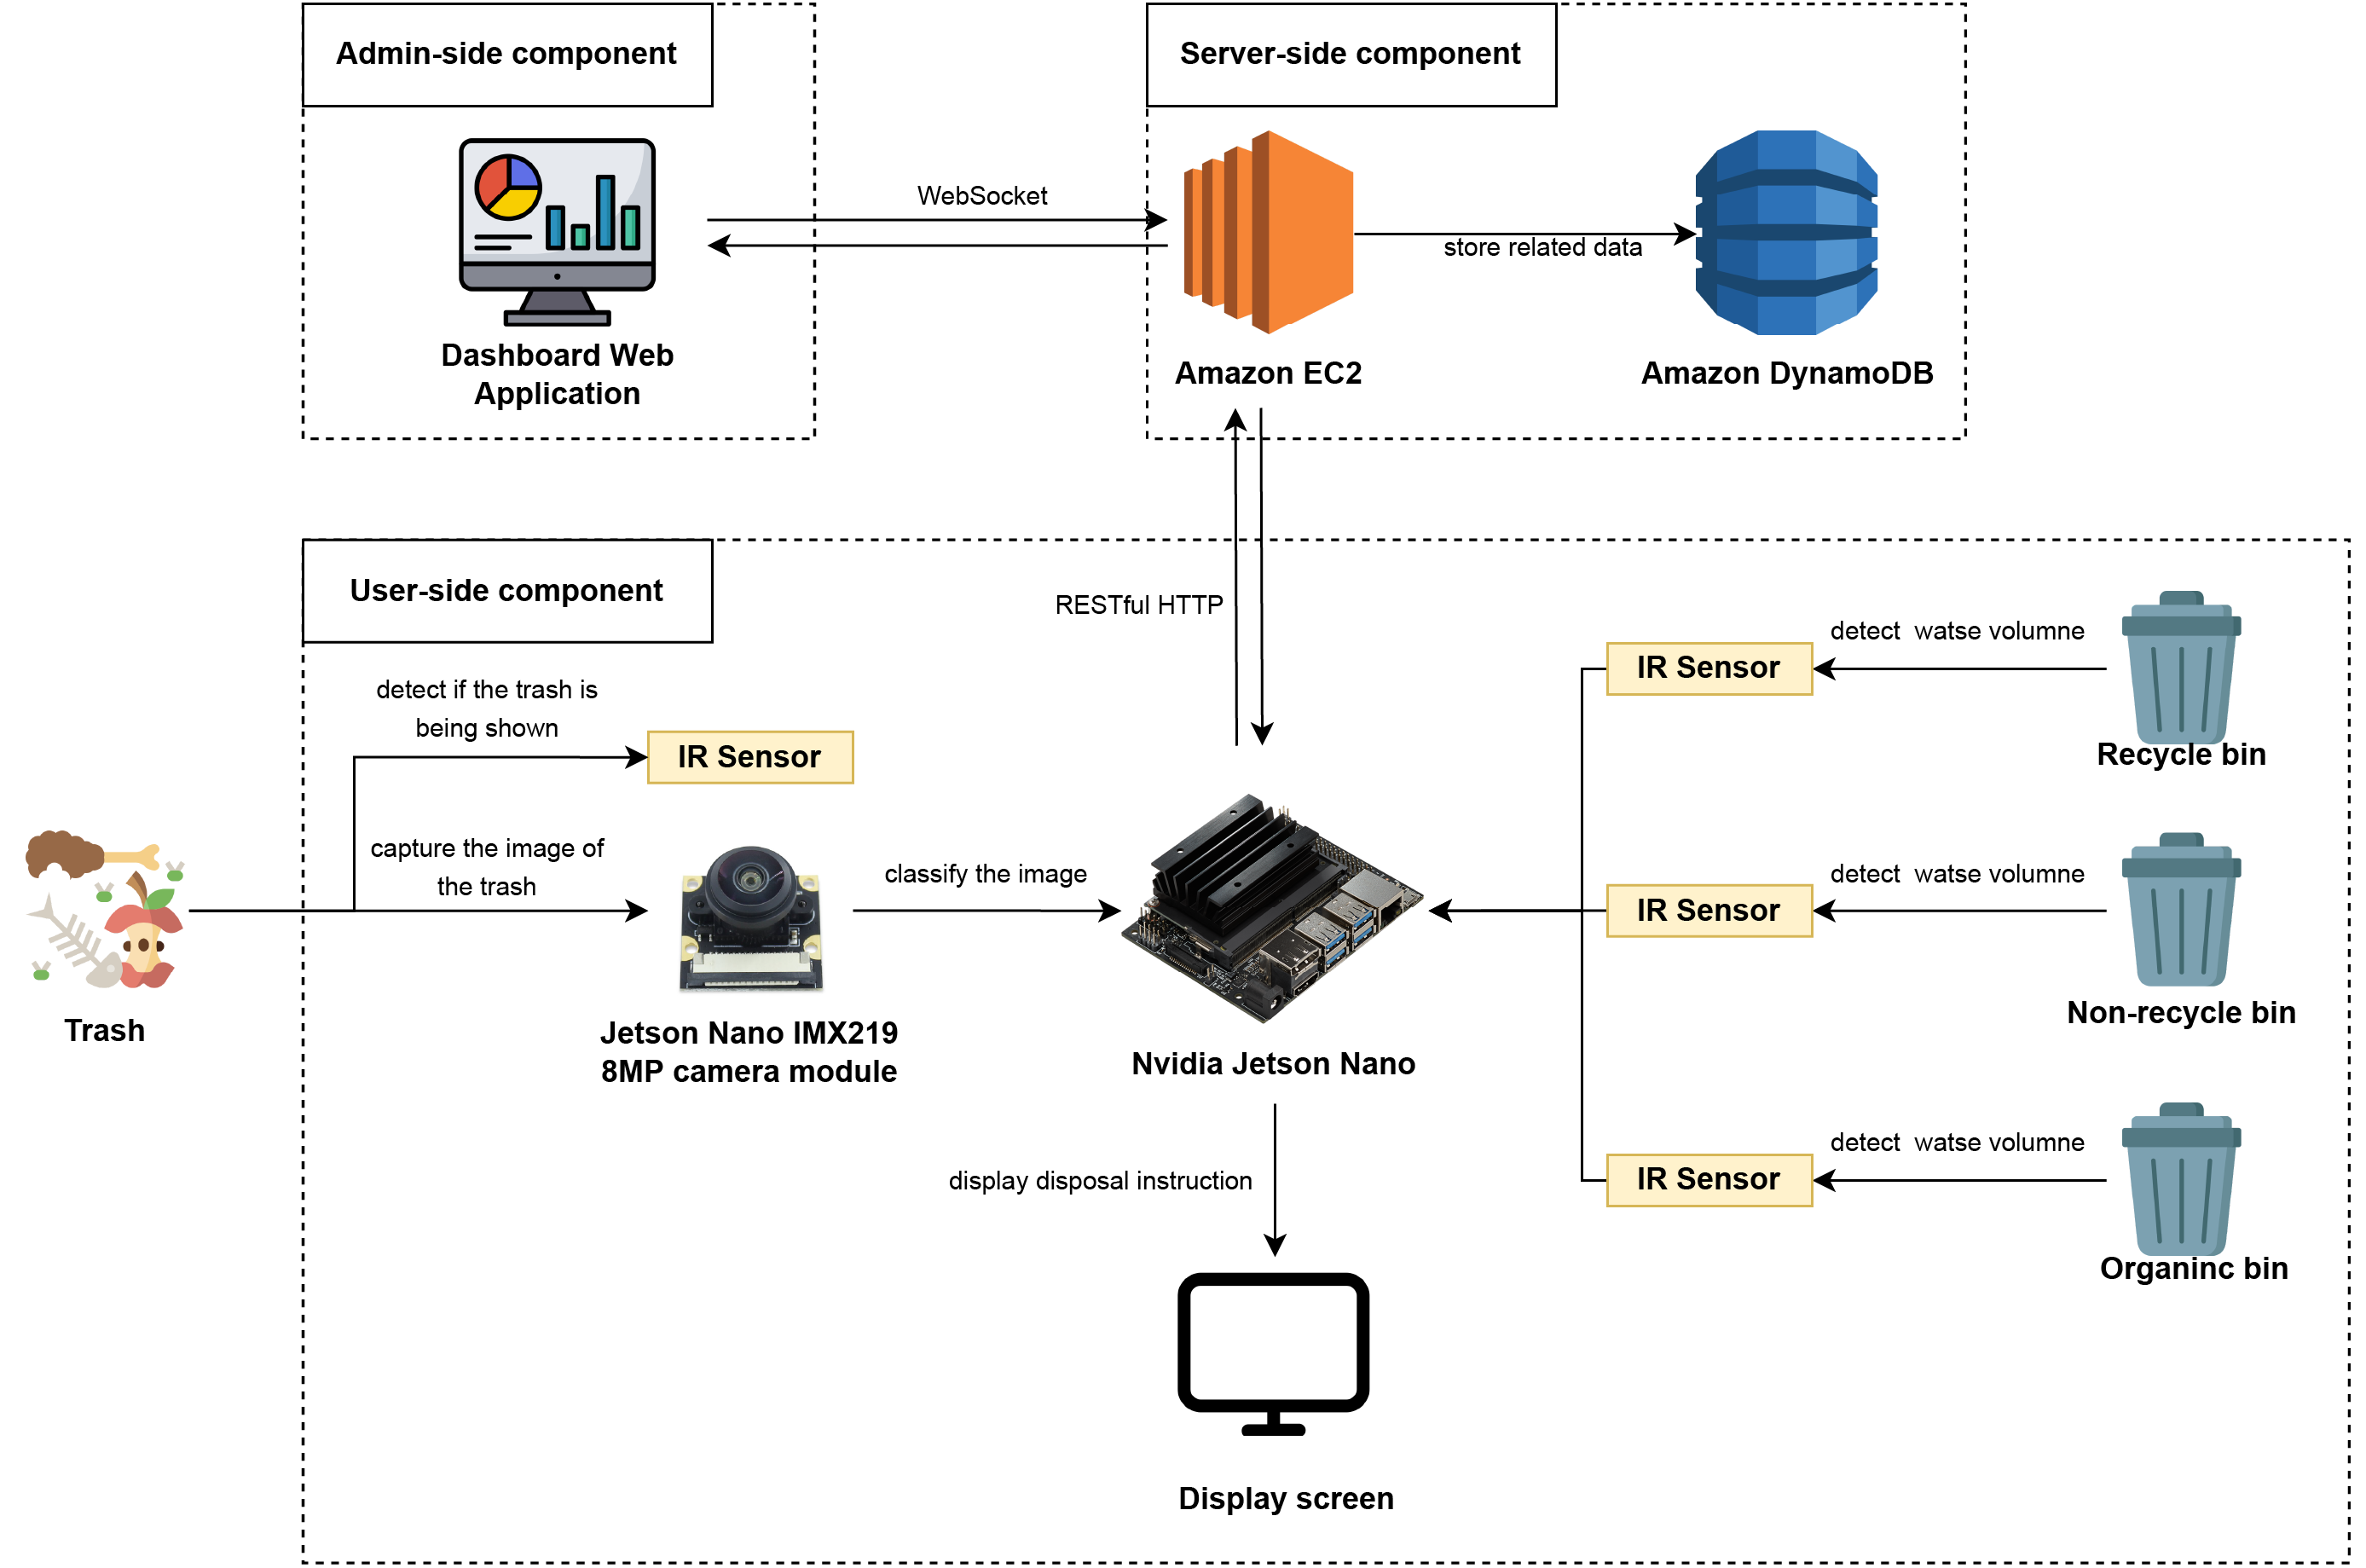 Admin-side component
Server-side component
WebSocket
store related data
Dashboard Web
Application
Amazon EC2
Amazon DynamoDB
User-side component
RESTful HTTP
detect if the trash is
being shown
IR Sensor
capture the image of
the trash
classify the image
Trash
Jetson Nano IMX219
8MP camera module
Nvidia Jetson Nano
display disposal instruction
Display screen
IR Sensor
detect  watse volumne
Recycle bin
IR Sensor
detect  watse volumne
Non-recycle bin
IR Sensor
detect  watse volumne
Organinc bin